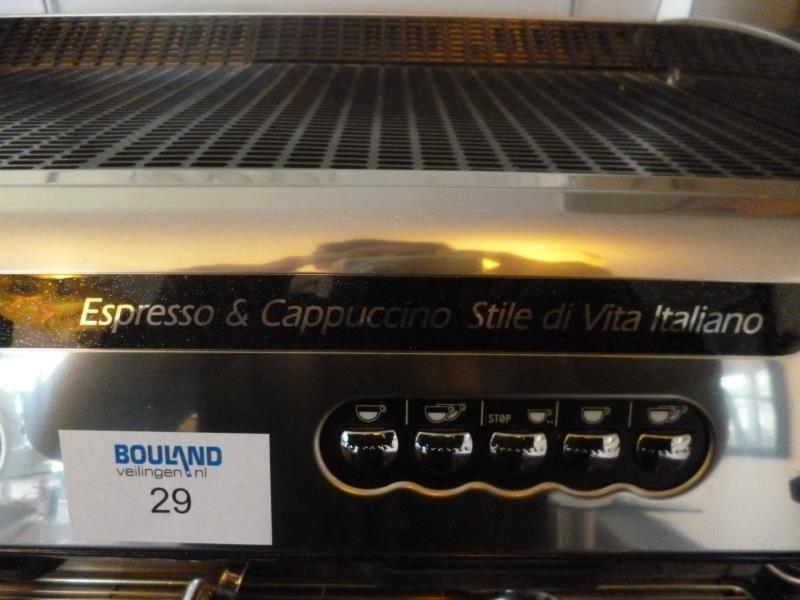 Espresso & Cappuccino Stile di Vita Italiano
STOP
BOULAND
veilingen.nl
29